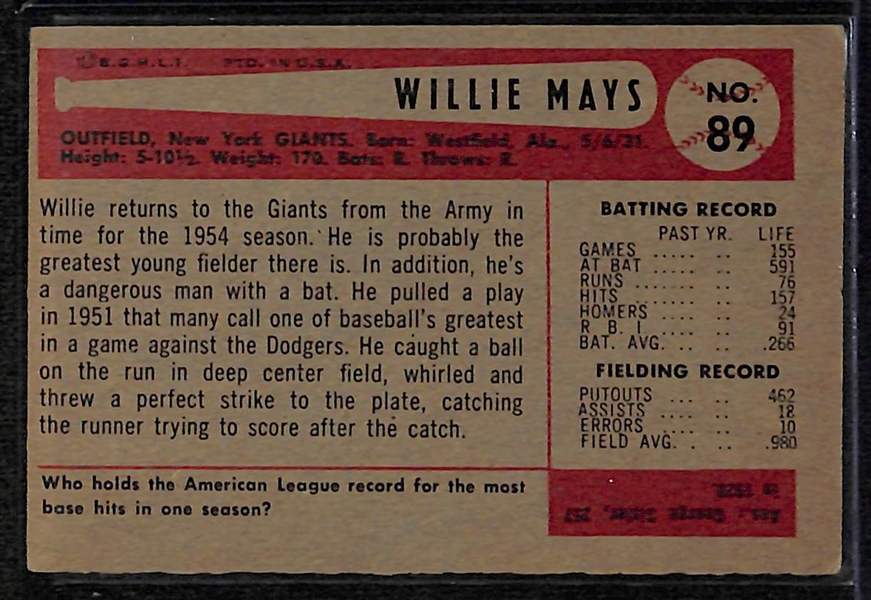 B.G.H.L.I. PTD. IN U.S.A.
WILLIE MAYS
NO.
89
OUTFIELD, New York GIANTS. Born: Westfield, Ala., 5/6/31.
Height: 5-10½. Weight: 170. Bats: R. Throws: R.
Willie returns to the Giants from the Army in
time for the 1954 season. He is probably the
greatest young fielder there is. In addition, he's
a dangerous man with a bat. He pulled a play
in 1951 that many call one of baseball's greatest
in a game against the Dodgers. He caught a ball
on the run in deep center field, whirled and
threw a perfect strike to the plate, catching
the runner trying to score after the catch.
Who holds the American League record for the most
base hits in one season?
BATTING RECORD
PAST YR. LIFE
GAMES ..... .. 155
AT BAT ..... .. 591
RUNS ....... .. 76
HITS ....... .. 157
HOMERS .... .. 24
R B I .... .. 91
BAT. AVG. .. .. .266
FIELDING RECORD
PUTOUTS ... .. 462
ASSISTS .... .. 18
ERRORS .... .. 10
FIELD AVG. . .. .980
Ans.: George Sisler, 257
in 1920.